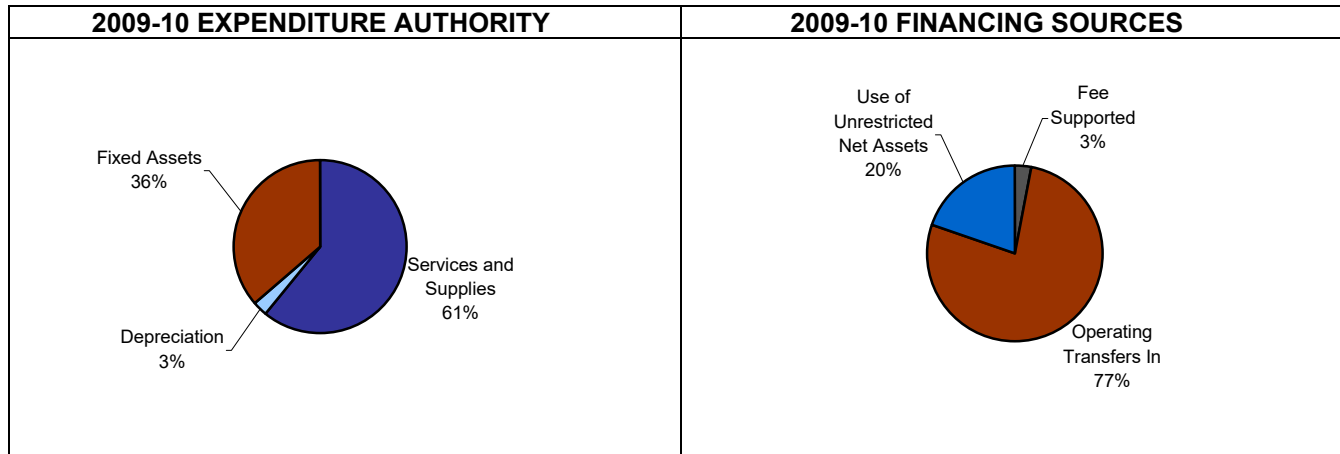 2009-10 EXPENDITURE AUTHORITY
Fixed Assets
36%
Services and
Supplies
61%
Depreciation
3%
2009-10 FINANCING SOURCES
Use of
Unrestricted
Net Assets
20%
Fee
Supported
3%
Operating
Transfers In
77%